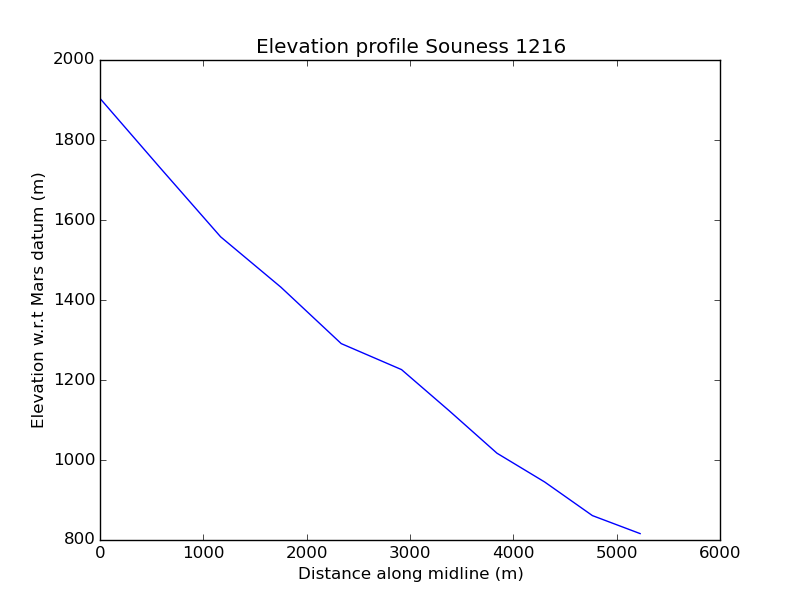 Elevation profile Souness 1216
2000
1800
1600
1400
1200
1000
800
Elevation w.r.t Mars datum (m)
0 1000 2000 3000 4000 5000 6000
Distance along midline (m)